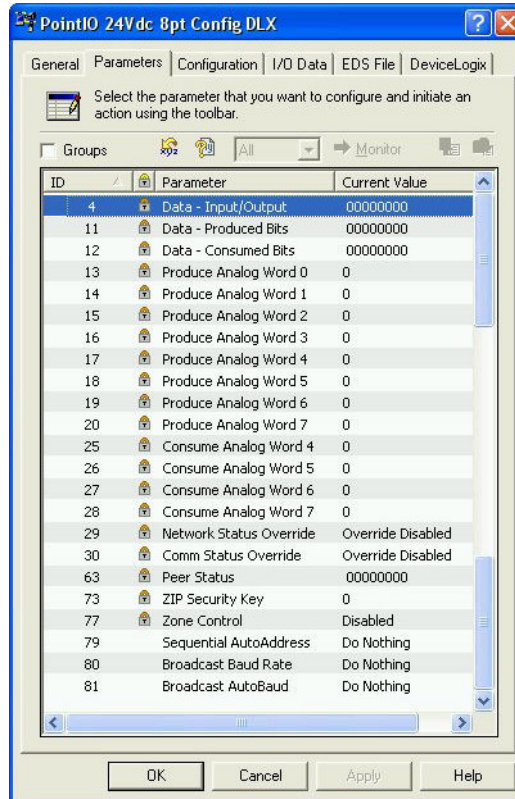 PointIO 24Vdc 8pt Config DLX
General Parameters Configuration I/O Data EDS File DeviceLogix
Select the parameter that you want to configure and initiate an
action using the toolbar.
Groups All Monitor
ID Parameter Current Value
4 Data - Input/Output 00000000
11 Data - Produced Bits 00000000
12 Data - Consumed Bits 00000000
13 Produce Analog Word 0 0
14 Produce Analog Word 1 0
15 Produce Analog Word 2 0
16 Produce Analog Word 3 0
17 Produce Analog Word 4 0
18 Produce Analog Word 5 0
19 Produce Analog Word 6 0
20 Produce Analog Word 7 0
25 Consume Analog Word 4 0
26 Consume Analog Word 5 0
27 Consume Analog Word 6 0
28 Consume Analog Word 7 0
29 Network Status Override Override Disabled
30 Comm Status Override Override Disabled
63 Peer Status 00000000
73 ZIP Security Key 0
77 Zone Control Disabled
79 Sequential AutoAddress Do Nothing
80 Broadcast Baud Rate Do Nothing
81 Broadcast AutoBaud Do Nothing
OK Cancel Apply Help